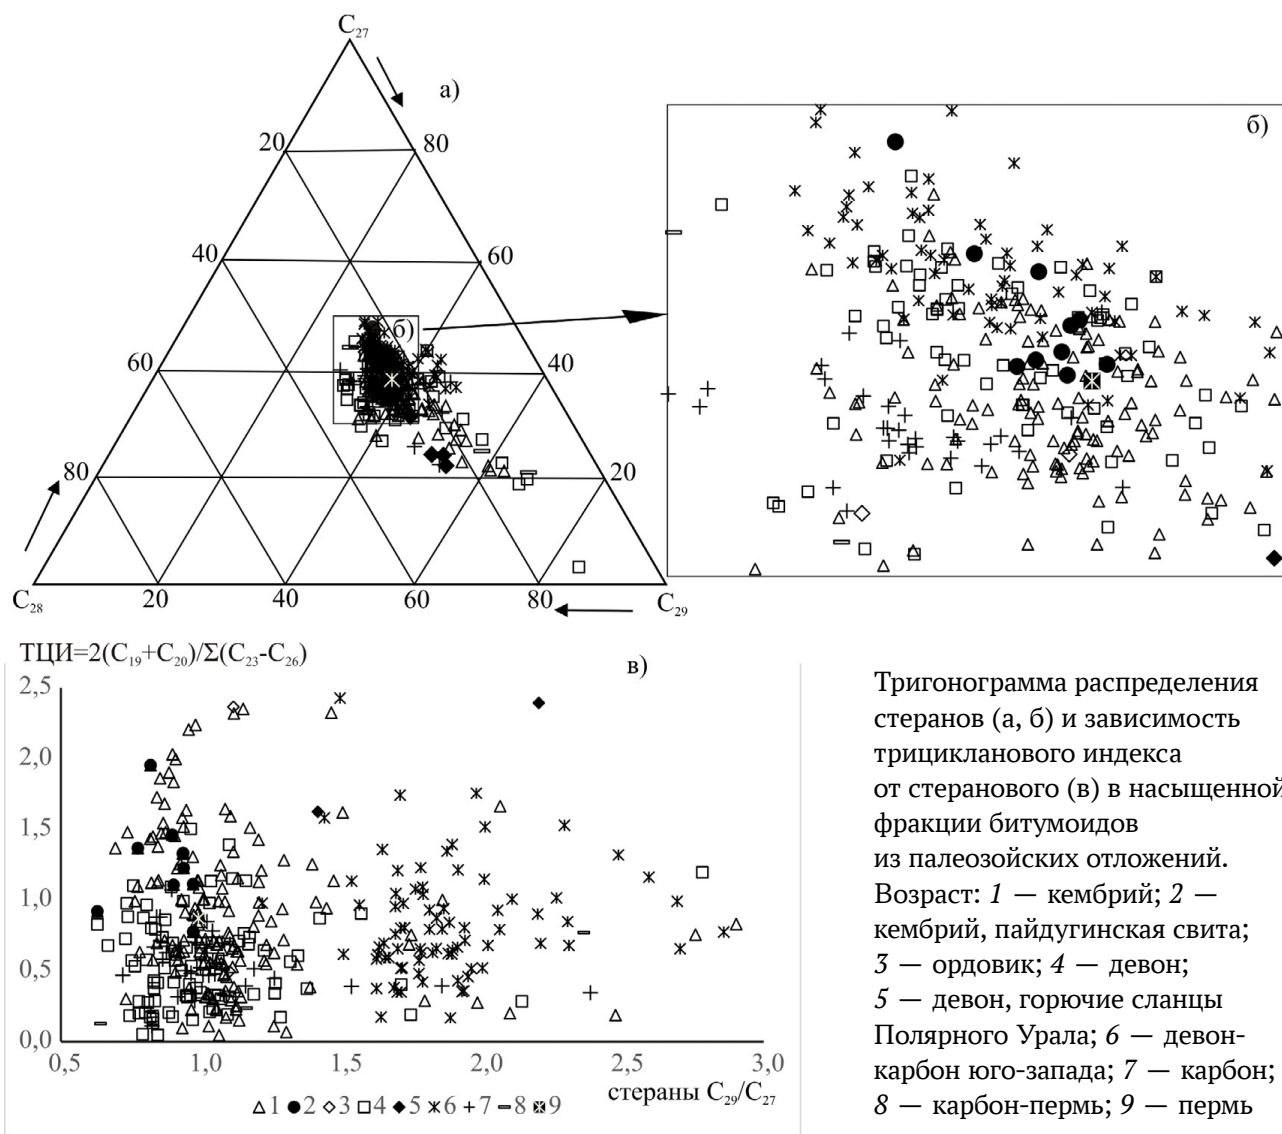 C₂₇
а)
20
80
б)
40
60
б)
60
40
80
20
C₂₈
20
40
60
80
C₂₉
ТЦИ=2(C₁₉+C₂₀)/Σ(C₂₃-C₂₆)
в)
2,5
2,0
1,5
1,0
0,5
0,0
0,5
1,0
1,5
2,0
2,5
3,0
стераны C₂₉/C₂₇
1 2 3 4 5 6 7 8 9
Тригонограмма распределения
стеранов (а, б) и зависимость
трицикланового индекса
от стеранового (в) в насыщенной
фракции битумоидов
из палеозойских отложений.
Возраст: 1 — кембрий; 2 —
кембрий, пайдугинская свита;
3 — ордовик; 4 — девон;
5 — девон, горючие сланцы
Полярного Урала; 6 — девон-
карбон юго-запада; 7 — карбон;
8 — карбон-пермь; 9 — пермь